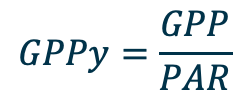 GPPy = GPP / PAR